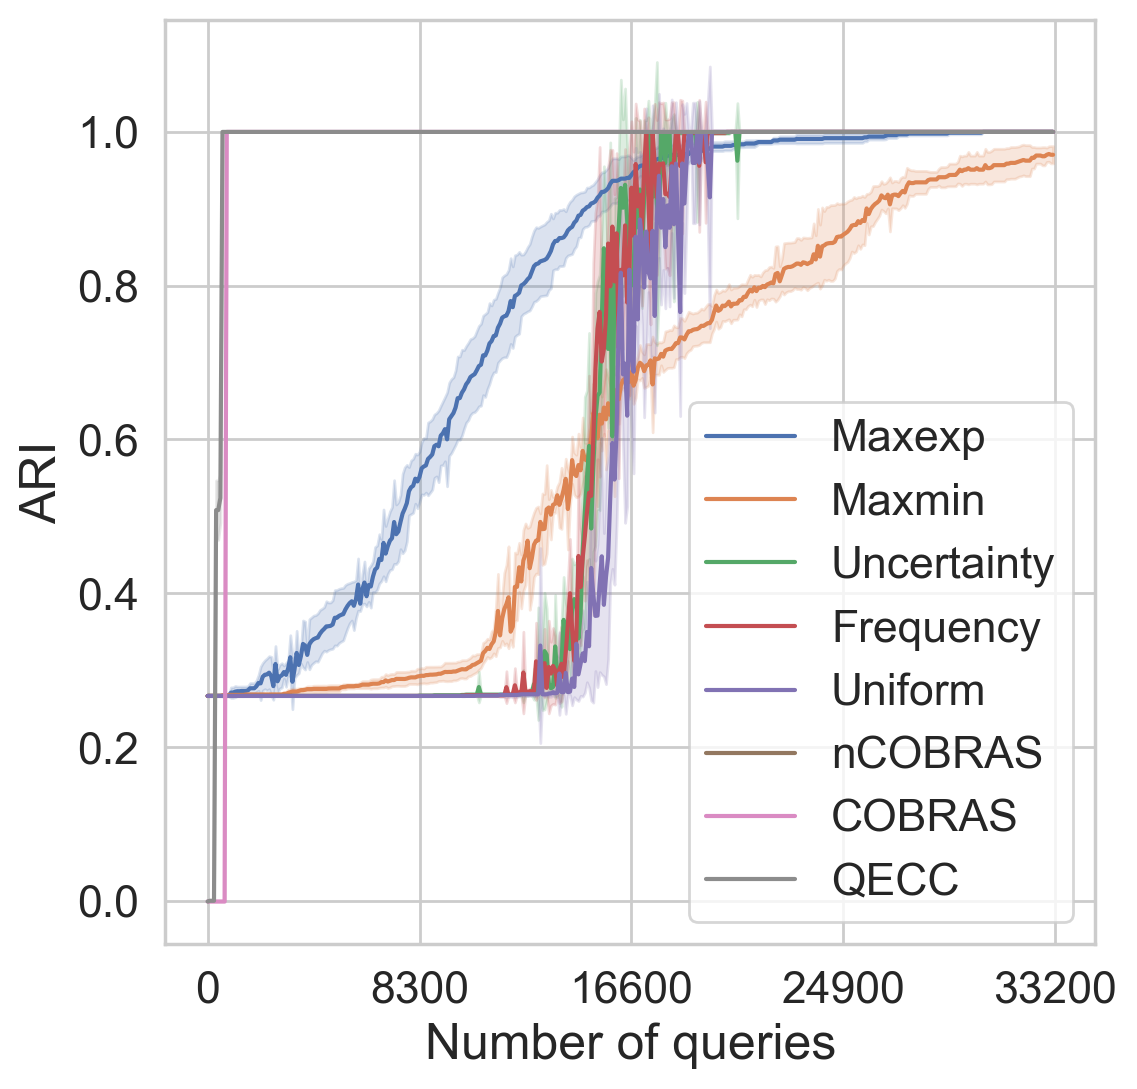 1.0
0.8
0.6
0.4
0.2
0.0
ARI
0
8300
16600
24900
33200
Number of queries
Maxexp
Maxmin
Uncertainty
Frequency
Uniform
nCOBRAS
COBRAS
QECC